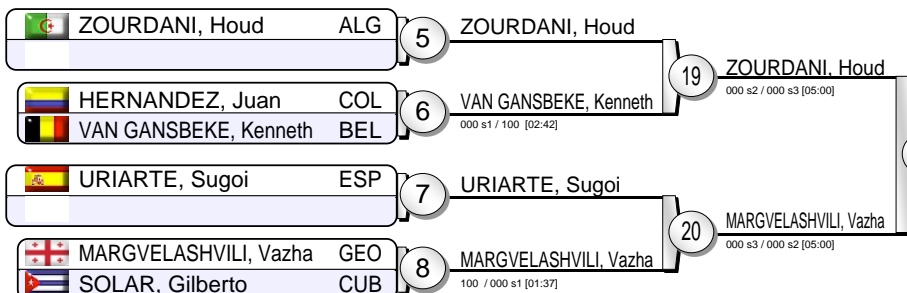 ZOURDANI, Houd ALG
5
ZOURDANI, Houd
HERNANDEZ, Juan COL
VAN GANSBEKE, Kenneth BEL
6
VAN GANSBEKE, Kenneth
000 s1 / 100 [02:42]
19
ZOURDANI, Houd
000 s2 / 000 s3 [05:00]
URIARTE, Sugoi ESP
7
URIARTE, Sugoi
MARGVELASHVILI, Vazha GEO
SOLAR, Gilberto CUB
8
MARGVELASHVILI, Vazha
100 / 000 s1 [01:37]
20
MARGVELASHVILI, Vazha
000 s3 / 000 s2 [05:00]